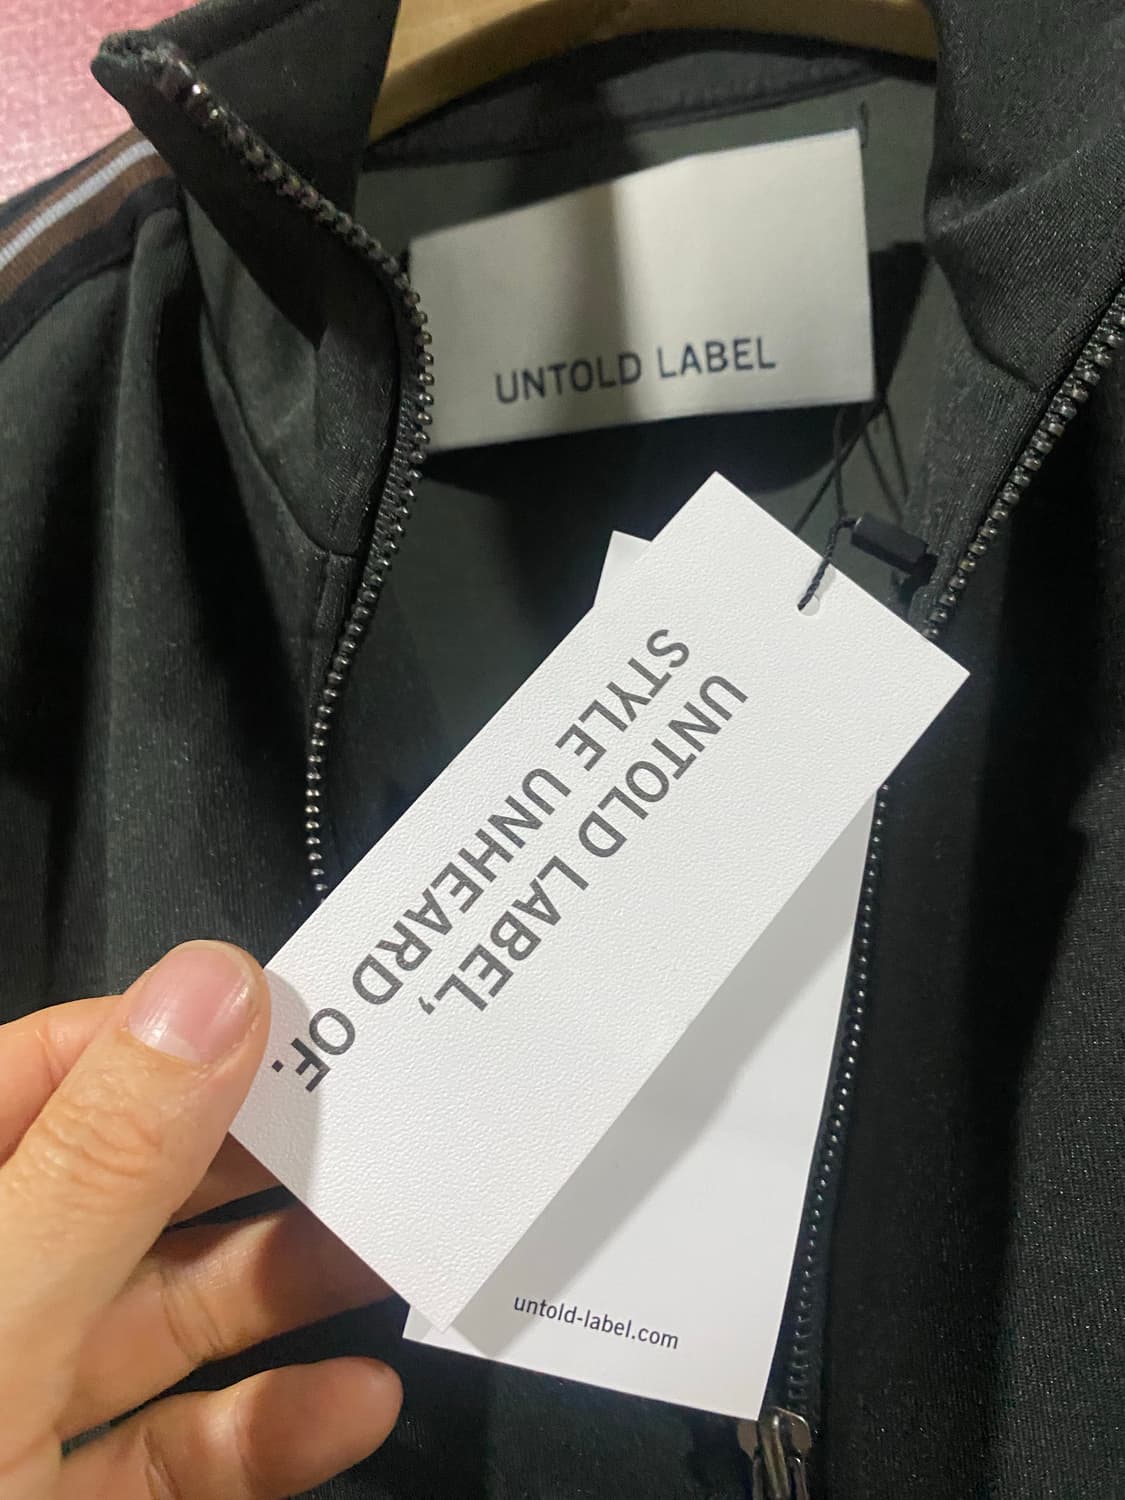 UNTOLD LABEL
UNTOLD LABEL,
STYLE UNHEARD OF.
untold-label.com